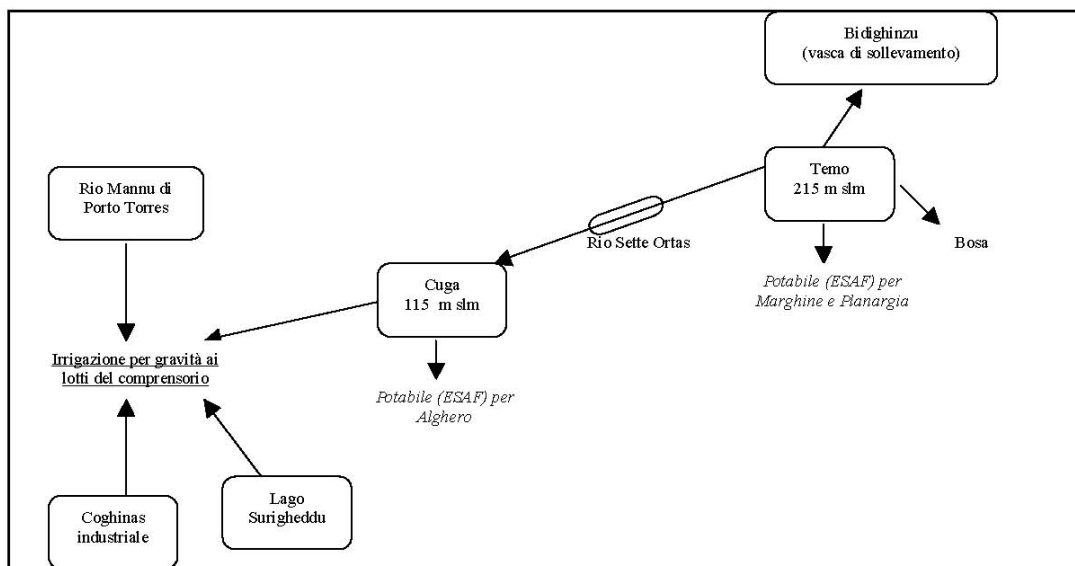 Bidighinzu
(vasca di sollevamento)
Temo
215 m slm
Rio Mannu di
Porto Torres
Rio Sette Ortas
Bosa
Cuga
115 m slm
Potabile (ESAF) per
Marghine e Planargia
Irrigazione per gravità ai
lotti del comprensorio
Potabile (ESAF) per
Alghero
Lago
Surigheddu
Coghinas
industriale